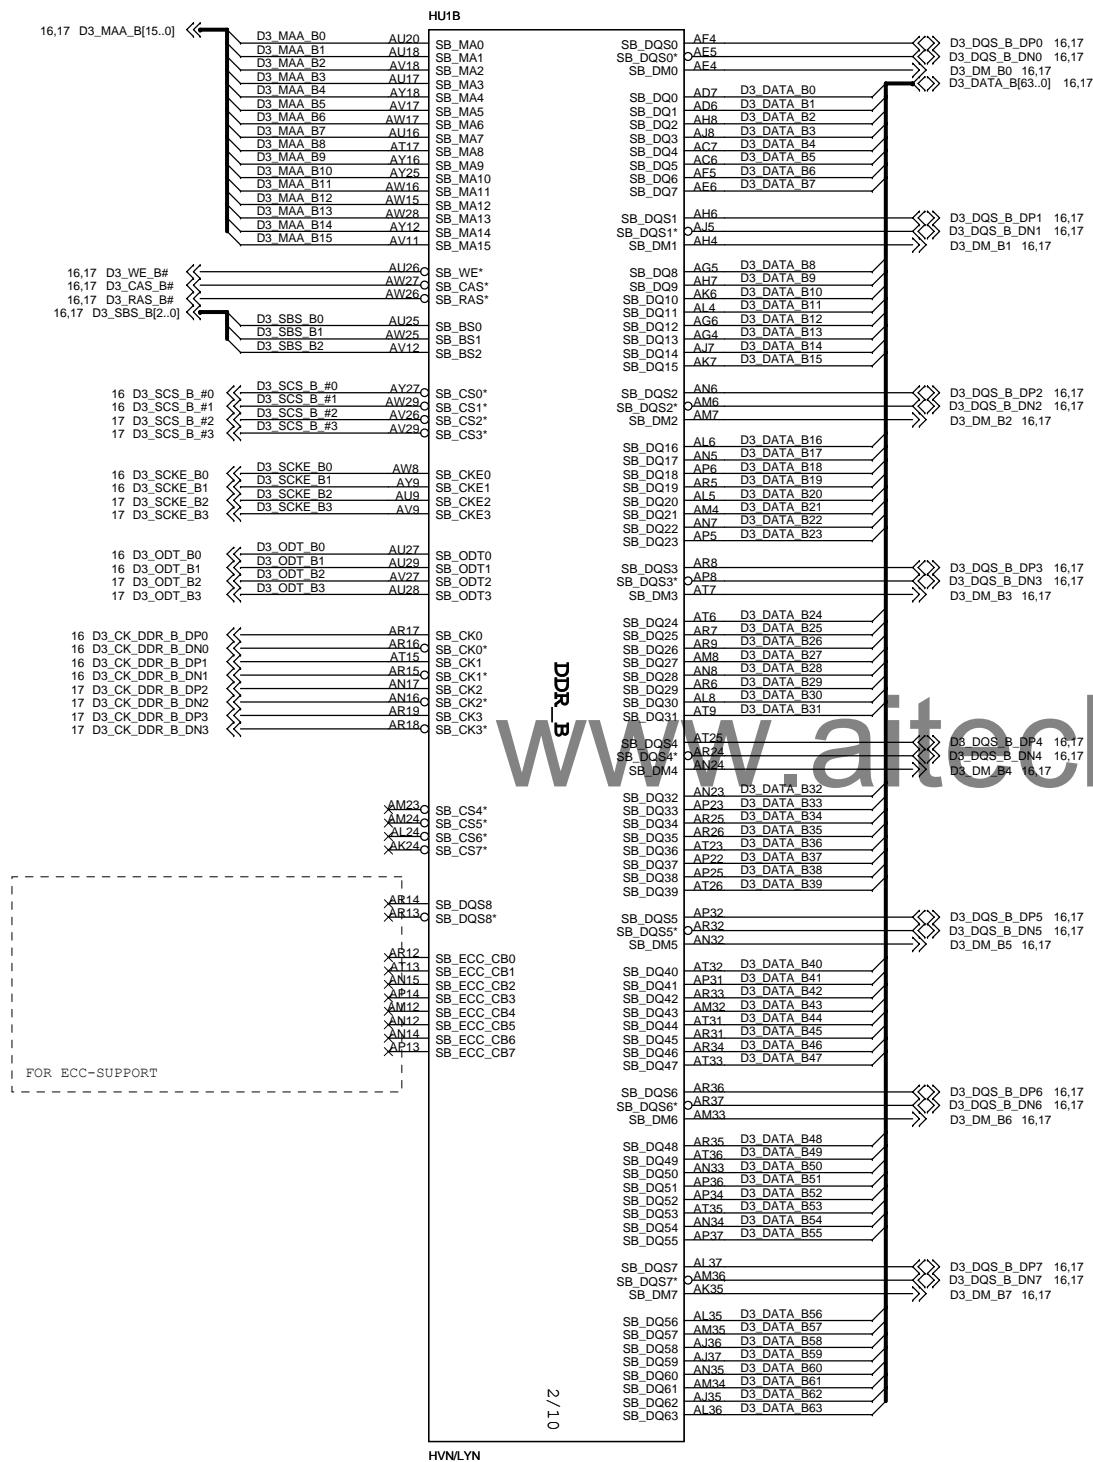 HU1B
16,17 D3_MAA_B[15..0]
D3_MAA_B0 AU20 SB_MA0
D3_MAA_B1 AU18 SB_MA1
D3_MAA_B2 AV18 SB_MA2
D3_MAA_B3 AU17 SB_MA3
D3_MAA_B4 AY18 SB_MA4
D3_MAA_B5 AV17 SB_MA5
D3_MAA_B6 AW17 SB_MA6
D3_MAA_B7 AU16 SB_MA7
D3_MAA_B8 AT17 SB_MA8
D3_MAA_B9 AY16 SB_MA9
D3_MAA_B10 AY25 SB_MA10
D3_MAA_B11 AW16 SB_MA11
D3_MAA_B12 AW15 SB_MA12
D3_MAA_B13 AW28 SB_MA13
D3_MAA_B14 AY12 SB_MA14
D3_MAA_B15 AV11 SB_MA15
16,17 D3_WE_B# AU26 SB_WE*
16,17 D3_CAS_B# AW27 SB_CAS*
16,17 D3_RAS_B# AW26 SB_RAS*
16,17 D3_SBS_B[2..0]
D3_SBS_B0 AU25 SB_BS0
D3_SBS_B1 AW25 SB_BS1
D3_SBS_B2 AV12 SB_BS2
16 D3_SCS_B_#0 D3_SCS_B_#0 AY27 SB_CS0*
16 D3_SCS_B_#1 D3_SCS_B_#1 AW29 SB_CS1*
17 D3_SCS_B_#2 D3_SCS_B_#2 AV26 SB_CS2*
17 D3_SCS_B_#3 D3_SCS_B_#3 AV29 SB_CS3*
16 D3_SCKE_B0 D3_SCKE_B0 AW8 SB_CKE0
16 D3_SCKE_B1 D3_SCKE_B1 AY9 SB_CKE1
17 D3_SCKE_B2 D3_SCKE_B2 AU9 SB_CKE2
17 D3_SCKE_B3 D3_SCKE_B3 AV9 SB_CKE3
16 D3_ODT_B0 D3_ODT_B0 AU27 SB_ODT0
16 D3_ODT_B1 D3_ODT_B1 AU29 SB_ODT1
17 D3_ODT_B2 D3_ODT_B2 AV27 SB_ODT2
17 D3_ODT_B3 D3_ODT_B3 AU28 SB_ODT3
16 D3_CK_DDR_B_DP0 AR17 SB_CK0
16 D3_CK_DDR_B_DN0 AR16 SB_CK0*
16 D3_CK_DDR_B_DP1 AT15 SB_CK1
16 D3_CK_DDR_B_DN1 AR15 SB_CK1*
17 D3_CK_DDR_B_DP2 AN17 SB_CK2
17 D3_CK_DDR_B_DN2 AN16 SB_CK2*
17 D3_CK_DDR_B_DP3 AR19 SB_CK3
17 D3_CK_DDR_B_DN3 AR18 SB_CK3*
AM23 SB_CS4*
AM24 SB_CS5*
AL24 SB_CS6*
AK24 SB_CS7*
AR14 SB_DQS8
AR13 SB_DQS8*
AR12 SB_ECC_CB0
AT13 SB_ECC_CB1
AN15 SB_ECC_CB2
AP14 SB_ECC_CB3
AM12 SB_ECC_CB4
AN12 SB_ECC_CB5
AN14 SB_ECC_CB6
AP13 SB_ECC_CB7
FOR ECC-SUPPORT
DDR_B
www.aitech
2/10
SB_DQS0 AF4 D3_DQS_B_DP0 16,17
SB_DQS0* AE5 D3_DQS_B_DN0 16,17
SB_DM0 AE4 D3_DM_B0 16,17
D3_DATA_B[63..0] 16,17
SB_DQ0 AD7 D3_DATA_B0
SB_DQ1 AD6 D3_DATA_B1
SB_DQ2 AH8 D3_DATA_B2
SB_DQ3 AJ8 D3_DATA_B3
SB_DQ4 AC7 D3_DATA_B4
SB_DQ5 AC6 D3_DATA_B5
SB_DQ6 AF5 D3_DATA_B6
SB_DQ7 AE6 D3_DATA_B7
SB_DQS1 AH6 D3_DQS_B_DP1 16,17
SB_DQS1* AJ5 D3_DQS_B_DN1 16,17
SB_DM1 AH4 D3_DM_B1 16,17
SB_DQ8 AG5 D3_DATA_B8
SB_DQ9 AH7 D3_DATA_B9
SB_DQ10 AK6 D3_DATA_B10
SB_DQ11 AL4 D3_DATA_B11
SB_DQ12 AG6 D3_DATA_B12
SB_DQ13 AG4 D3_DATA_B13
SB_DQ14 AJ7 D3_DATA_B14
SB_DQ15 AK7 D3_DATA_B15
SB_DQS2 AN6 D3_DQS_B_DP2 16,17
SB_DQS2* AM6 D3_DQS_B_DN2 16,17
SB_DM2 AM7 D3_DM_B2 16,17
SB_DQ16 AL6 D3_DATA_B16
SB_DQ17 AN5 D3_DATA_B17
SB_DQ18 AP6 D3_DATA_B18
SB_DQ19 AR5 D3_DATA_B19
SB_DQ20 AL5 D3_DATA_B20
SB_DQ21 AM4 D3_DATA_B21
SB_DQ22 AN7 D3_DATA_B22
SB_DQ23 AP5 D3_DATA_B23
SB_DQS3 AR8 D3_DQS_B_DP3 16,17
SB_DQS3* AP8 D3_DQS_B_DN3 16,17
SB_DM3 AT7 D3_DM_B3 16,17
SB_DQ24 AT6 D3_DATA_B24
SB_DQ25 AR7 D3_DATA_B25
SB_DQ26 AR9 D3_DATA_B26
SB_DQ27 AM8 D3_DATA_B27
SB_DQ28 AN8 D3_DATA_B28
SB_DQ29 AR6 D3_DATA_B29
SB_DQ30 AL8 D3_DATA_B30
SB_DQ31 AT9 D3_DATA_B31
SB_DQS4 AT25 D3_DQS_B_DP4 16,17
SB_DQS4* AR24 D3_DQS_B_DN4 16,17
SB_DM4 AN24 D3_DM_B4 16,17
SB_DQ32 AN23 D3_DATA_B32
SB_DQ33 AP23 D3_DATA_B33
SB_DQ34 AR25 D3_DATA_B34
SB_DQ35 AR26 D3_DATA_B35
SB_DQ36 AT23 D3_DATA_B36
SB_DQ37 AP22 D3_DATA_B37
SB_DQ38 AP25 D3_DATA_B38
SB_DQ39 AT26 D3_DATA_B39
SB_DQS5 AP32 D3_DQS_B_DP5 16,17
SB_DQS5* AR32 D3_DQS_B_DN5 16,17
SB_DM5 AN32 D3_DM_B5 16,17
SB_DQ40 AT32 D3_DATA_B40
SB_DQ41 AP31 D3_DATA_B41
SB_DQ42 AR33 D3_DATA_B42
SB_DQ43 AM32 D3_DATA_B43
SB_DQ44 AT31 D3_DATA_B44
SB_DQ45 AR31 D3_DATA_B45
SB_DQ46 AR34 D3_DATA_B46
SB_DQ47 AT33 D3_DATA_B47
SB_DQS6 AR36 D3_DQS_B_DP6 16,17
SB_DQS6* AR37 D3_DQS_B_DN6 16,17
SB_DM6 AM33 D3_DM_B6 16,17
SB_DQ48 AR35 D3_DATA_B48
SB_DQ49 AT36 D3_DATA_B49
SB_DQ50 AN33 D3_DATA_B50
SB_DQ51 AP36 D3_DATA_B51
SB_DQ52 AP34 D3_DATA_B52
SB_DQ53 AT35 D3_DATA_B53
SB_DQ54 AN34 D3_DATA_B54
SB_DQ55 AP37 D3_DATA_B55
SB_DQS7 AL37 D3_DQS_B_DP7 16,17
SB_DQS7* AM36 D3_DQS_B_DN7 16,17
SB_DM7 AK35 D3_DM_B7 16,17
SB_DQ56 AL35 D3_DATA_B56
SB_DQ57 AM35 D3_DATA_B57
SB_DQ58 AJ36 D3_DATA_B58
SB_DQ59 AJ37 D3_DATA_B59
SB_DQ60 AN35 D3_DATA_B60
SB_DQ61 AM34 D3_DATA_B61
SB_DQ62 AJ35 D3_DATA_B62
SB_DQ63 AL36 D3_DATA_B63
HVN/LYN